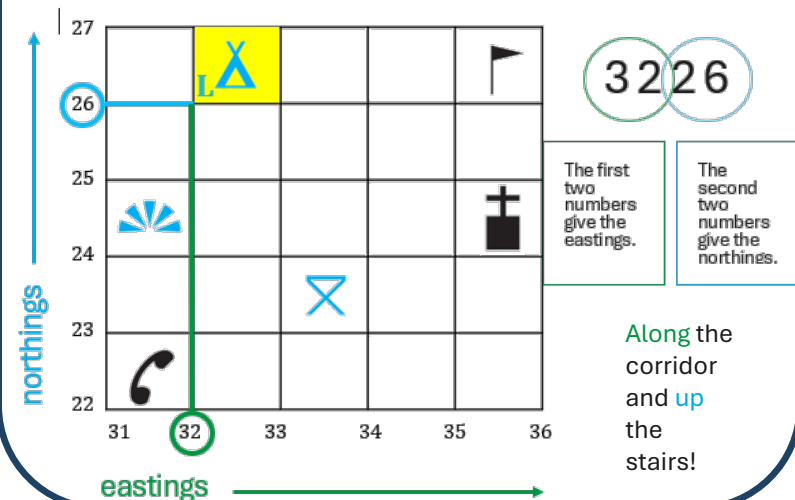 27
26
25
24
23
22
northings
L
31 32 33 34 35 36
eastings
3226
The first
two
numbers
give the
eastings.
The
second
two
numbers
give the
northings.
Along the
corridor
and up
the
stairs!